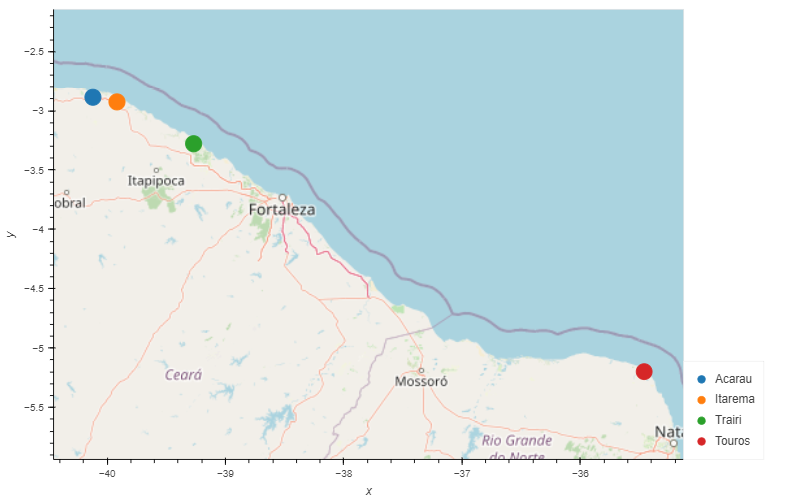 −2.5
−3
−3.5
−4
−4.5
−5
−5.5
y
Itapipoca
obral
Fortaleza
Ceará
Mossoró
Rio Grande
do Norte
Nata
−40
−39
−38
−37
−36
x
Acarau
Itarema
Trairi
Touros